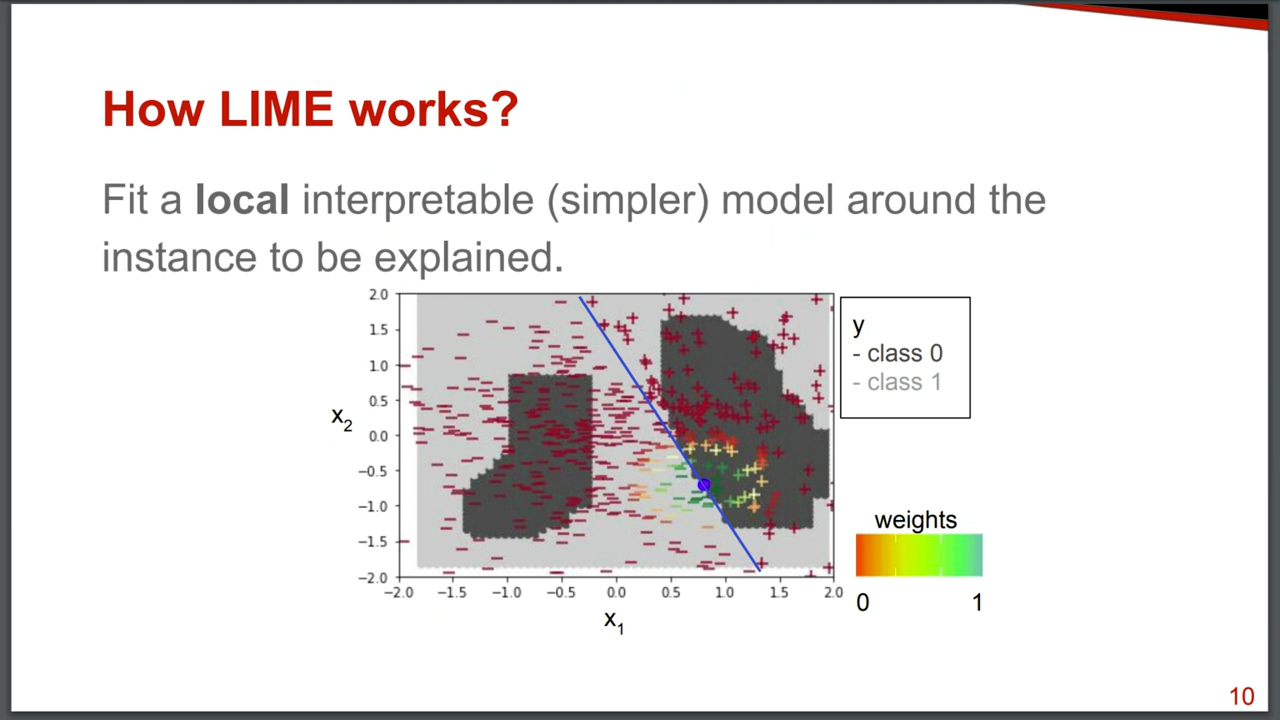 How LIME works?
Fit a local interpretable (simpler) model around the
instance to be explained.
2.0
1.5
1.0
0.5
0.0
−0.5
−1.0
−1.5
−2.0
x2
−2.0 −1.5 −1.0 −0.5 0.0 0.5 1.0 1.5 2.0
x1
y
- class 0
- class 1
weights
0 1
10